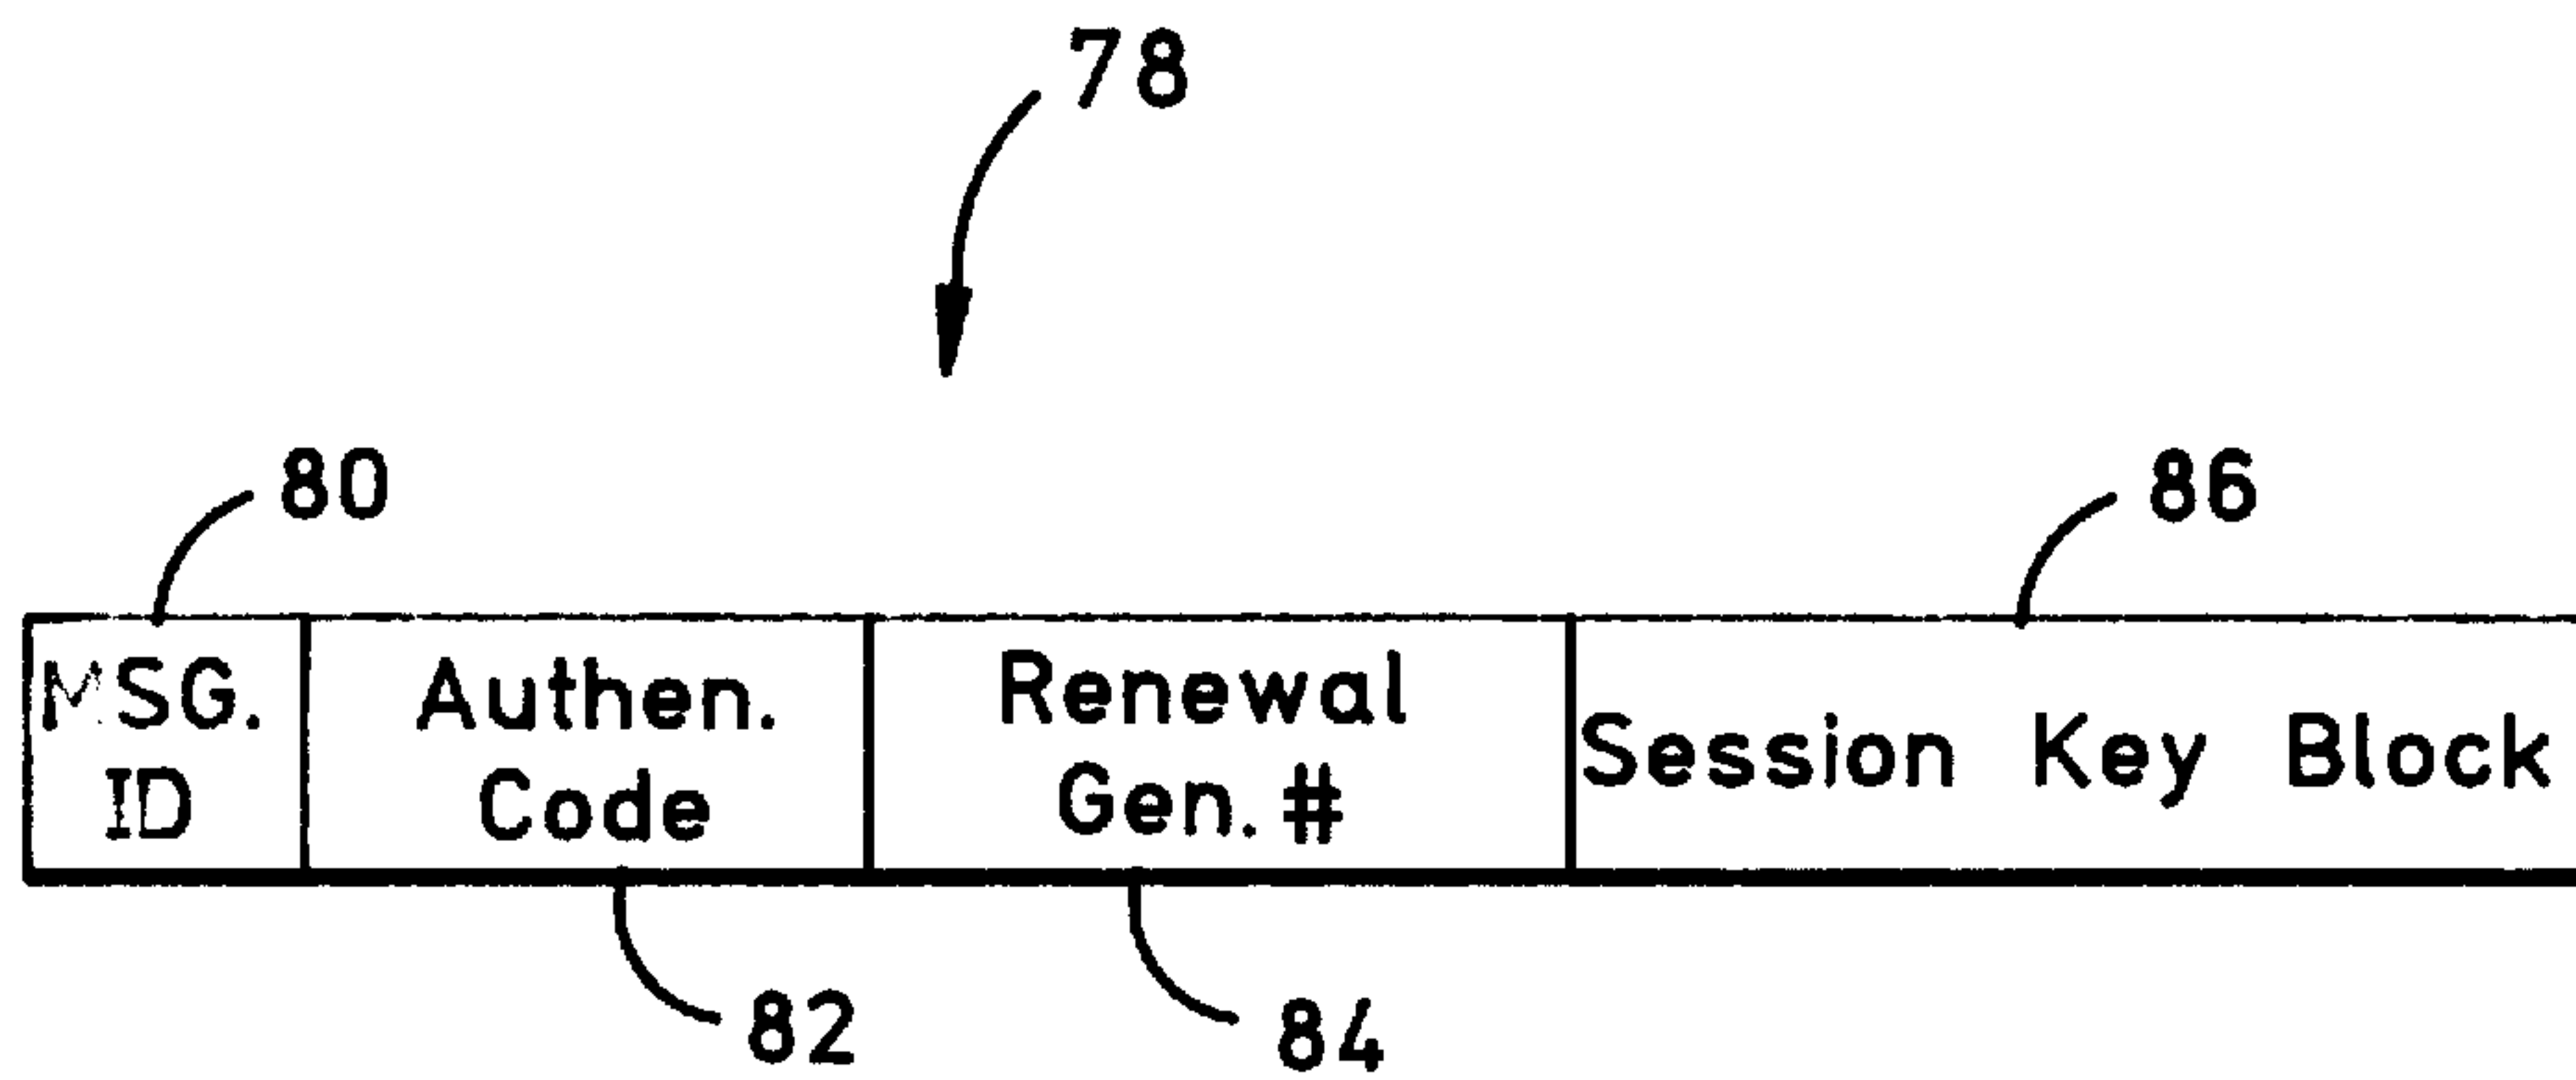 78
80
86
MSG.
ID
Authen.
Code
Renewal
Gen. #
Session Key Block
82
84